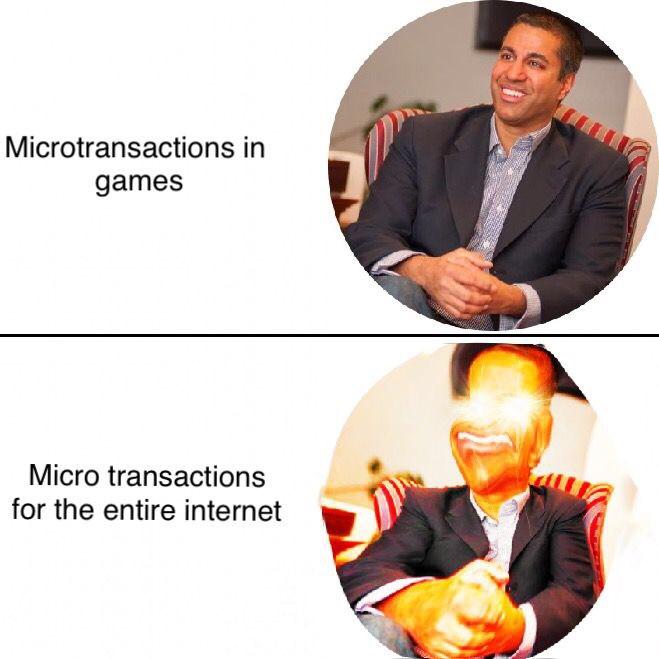 Microtransactions in
games
Micro transactions
for the entire internet